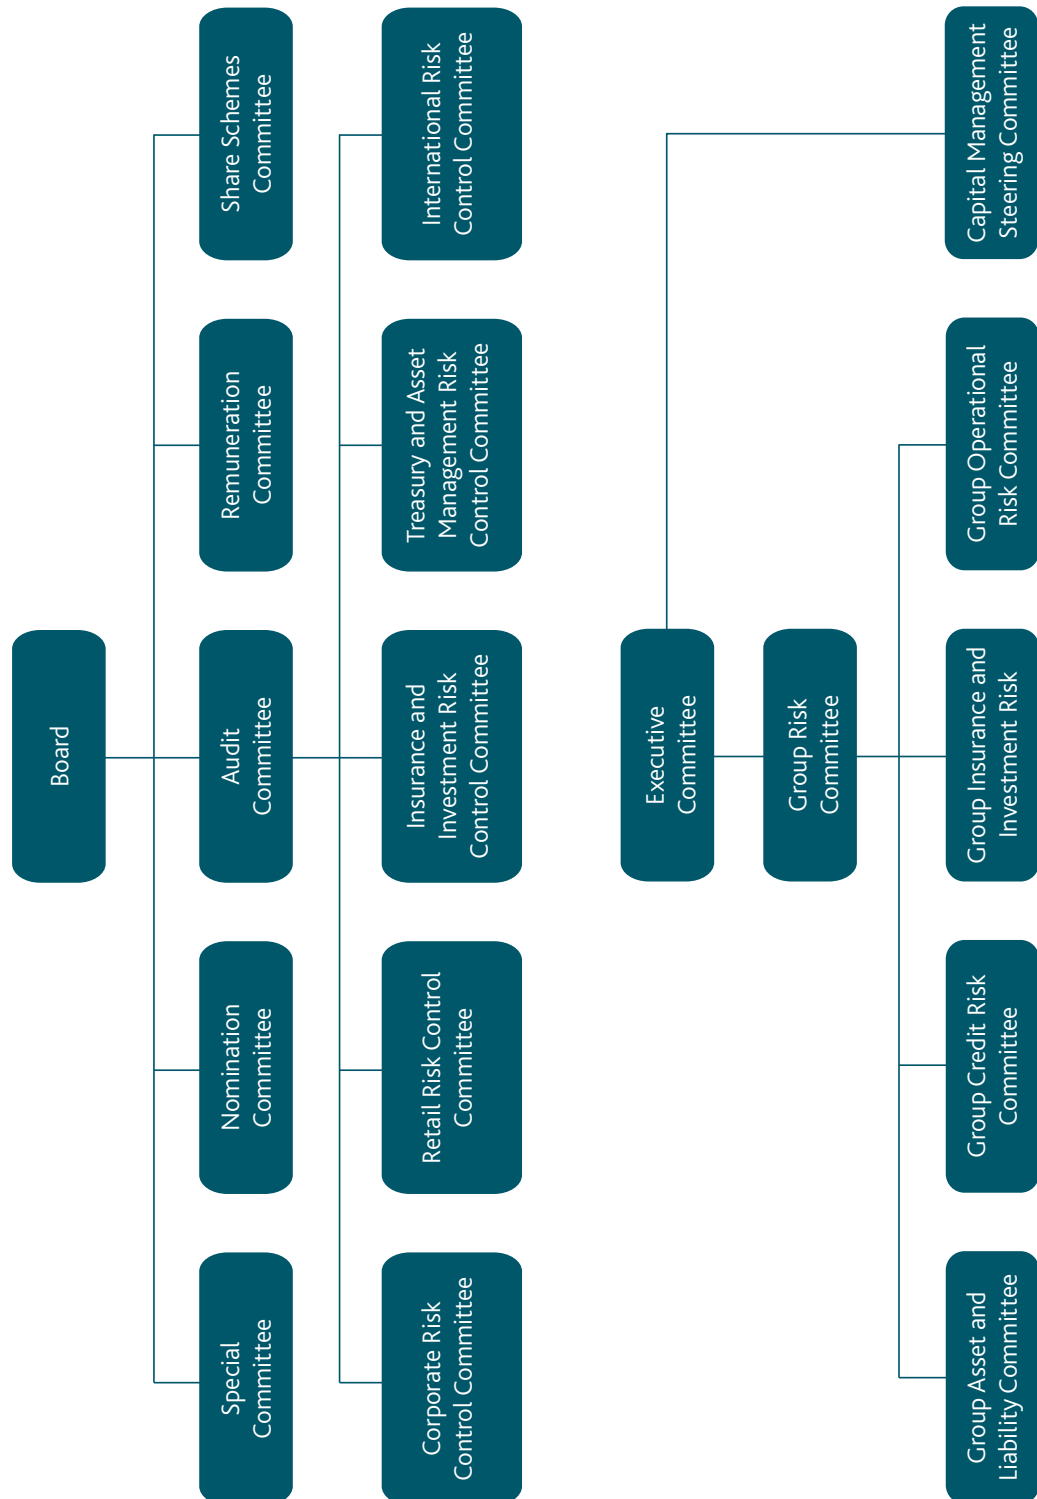 Board
Special
Committee
Nomination
Committee
Audit
Committee
Remuneration
Committee
Share Schemes
Committee
Corporate Risk
Control Committee
Retail Risk Control
Committee
Insurance and
Investment Risk
Control Committee
Treasury and Asset
Management Risk
Control Committee
International Risk
Control Committee
Executive
Committee
Group Risk
Committee
Group Asset and
Liability Committee
Group Credit Risk
Committee
Group Insurance and
Investment Risk
Group Operational
Risk Committee
Capital Management
Steering Committee